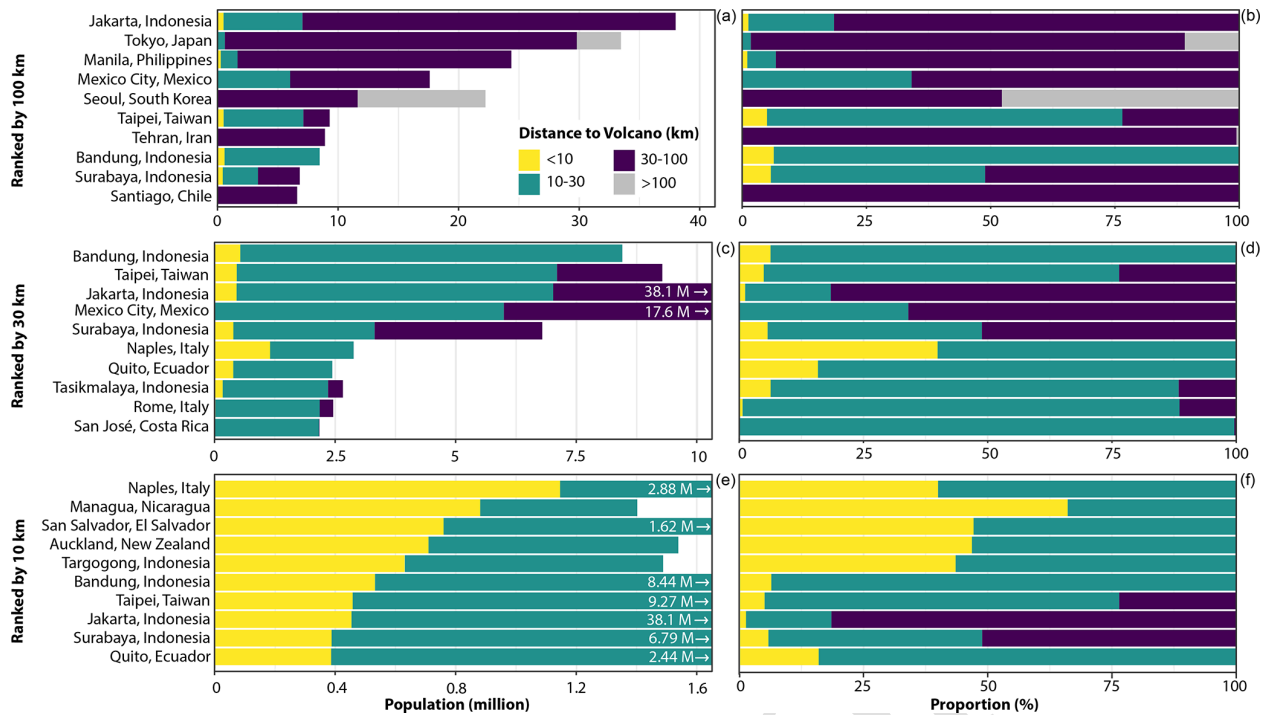 Ranked by 100 km
Jakarta, Indonesia
Tokyo, Japan
Manila, Philippines
Mexico City, Mexico
Seoul, South Korea
Taipei, Taiwan
Tehran, Iran
Bandung, Indonesia
Surabaya, Indonesia
Santiago, Chile
(a)
Distance to Volcano (km)
<10 30-100
10-30 >100
0 10 20 30 40
(b)
0 25 50 75 100
Ranked by 30 km
Bandung, Indonesia
Taipei, Taiwan
Jakarta, Indonesia 38.1 M →
Mexico City, Mexico 17.6 M →
Surabaya, Indonesia
Naples, Italy
Quito, Ecuador
Tasikmalaya, Indonesia
Rome, Italy
San José, Costa Rica
(c)
0 2.5 5 7.5 10
(d)
0 25 50 75 100
Ranked by 10 km
Naples, Italy 2.88 M →
Managua, Nicaragua
San Salvador, El Salvador 1.62 M →
Auckland, New Zealand
Targogong, Indonesia
Bandung, Indonesia 8.44 M →
Taipei, Taiwan 9.27 M →
Jakarta, Indonesia 38.1 M →
Surabaya, Indonesia 6.79 M →
Quito, Ecuador 2.44 M →
(e)
0 0.4 0.8 1.2 1.6
Population (million)
(f)
0 25 50 75 100
Proportion (%)